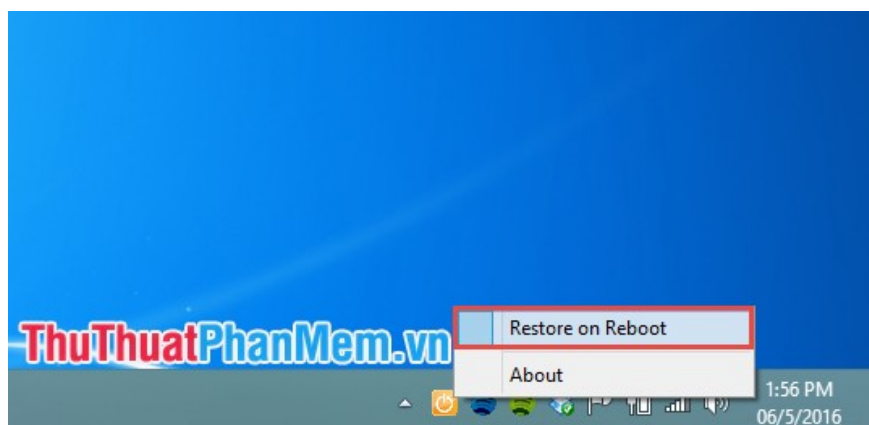 ThuThuatPhanMem.vn
Restore on Reboot
About
1:56 PM
06/5/2016